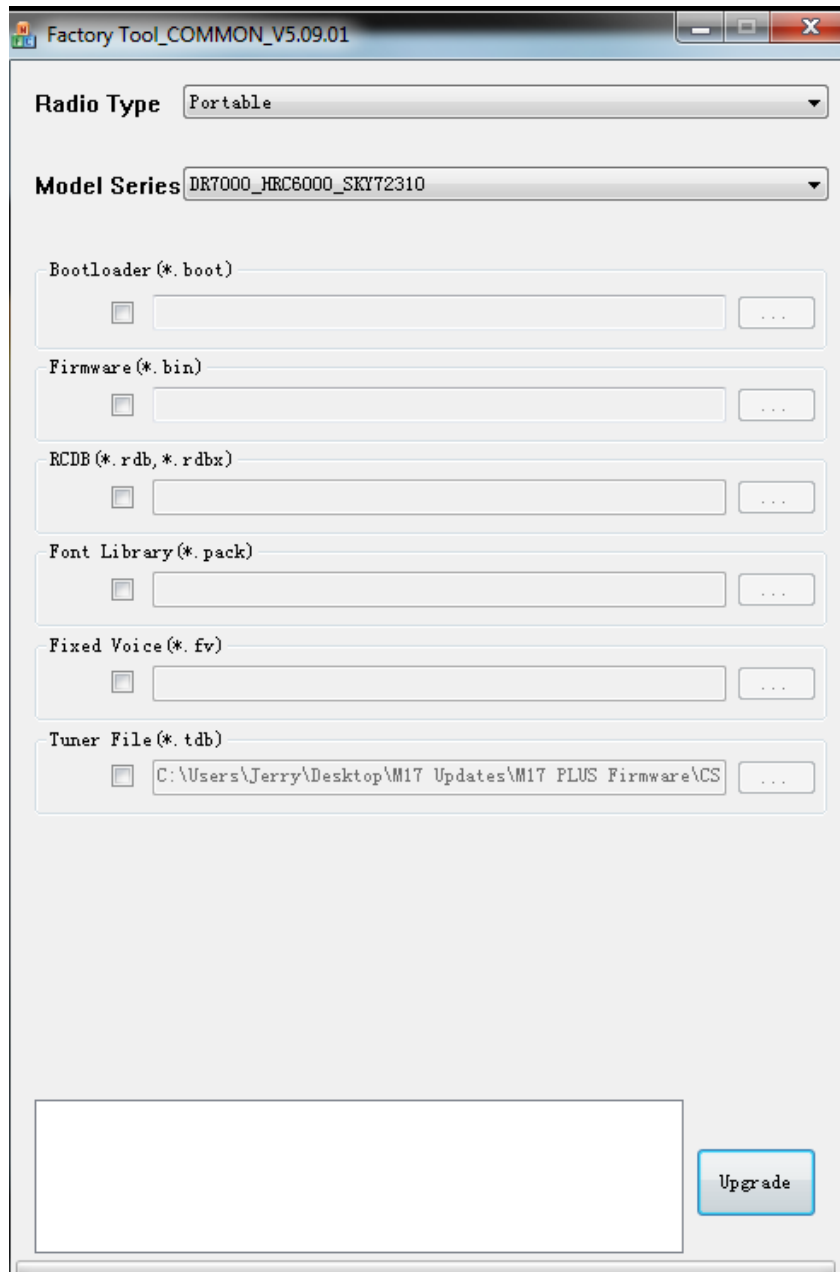 Factory Tool_COMMON_V5.09.01
Radio Type Portable
Model Series DR7000_HRC6000_SKY72310
Bootloader(*.boot)
...
Firmware(*.bin)
...
RCDB(*.rdb,*.rdbx)
...
Font Library(*.pack)
...
Fixed Voice(*.fv)
...
Tuner File(*.tdb)
C:\Users\Jerry\Desktop\M17 Updates\M17 PLUS Firmware\CS ...
Upgrade